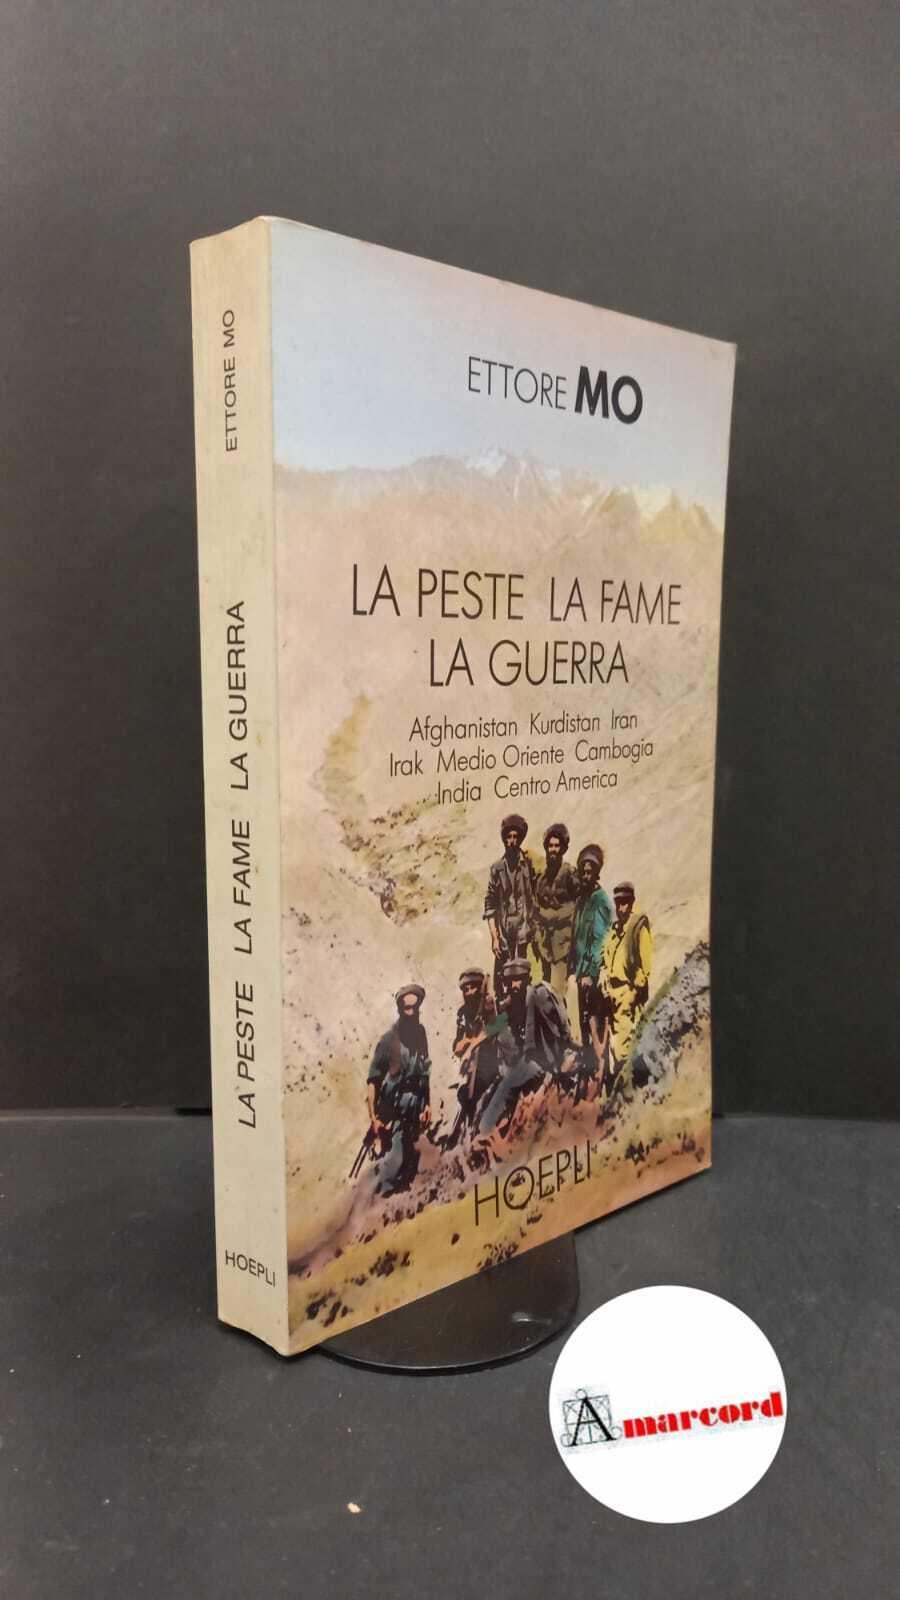 ETTORE MO
LA PESTE LA FAME LA GUERRA
HOEPLI
ETTORE MO
LA PESTE LA FAME
LA GUERRA
Afghanistan Kurdistan Iran
Irak Medio Oriente Cambogia
India Centro America
HOEPLI
Amarcord